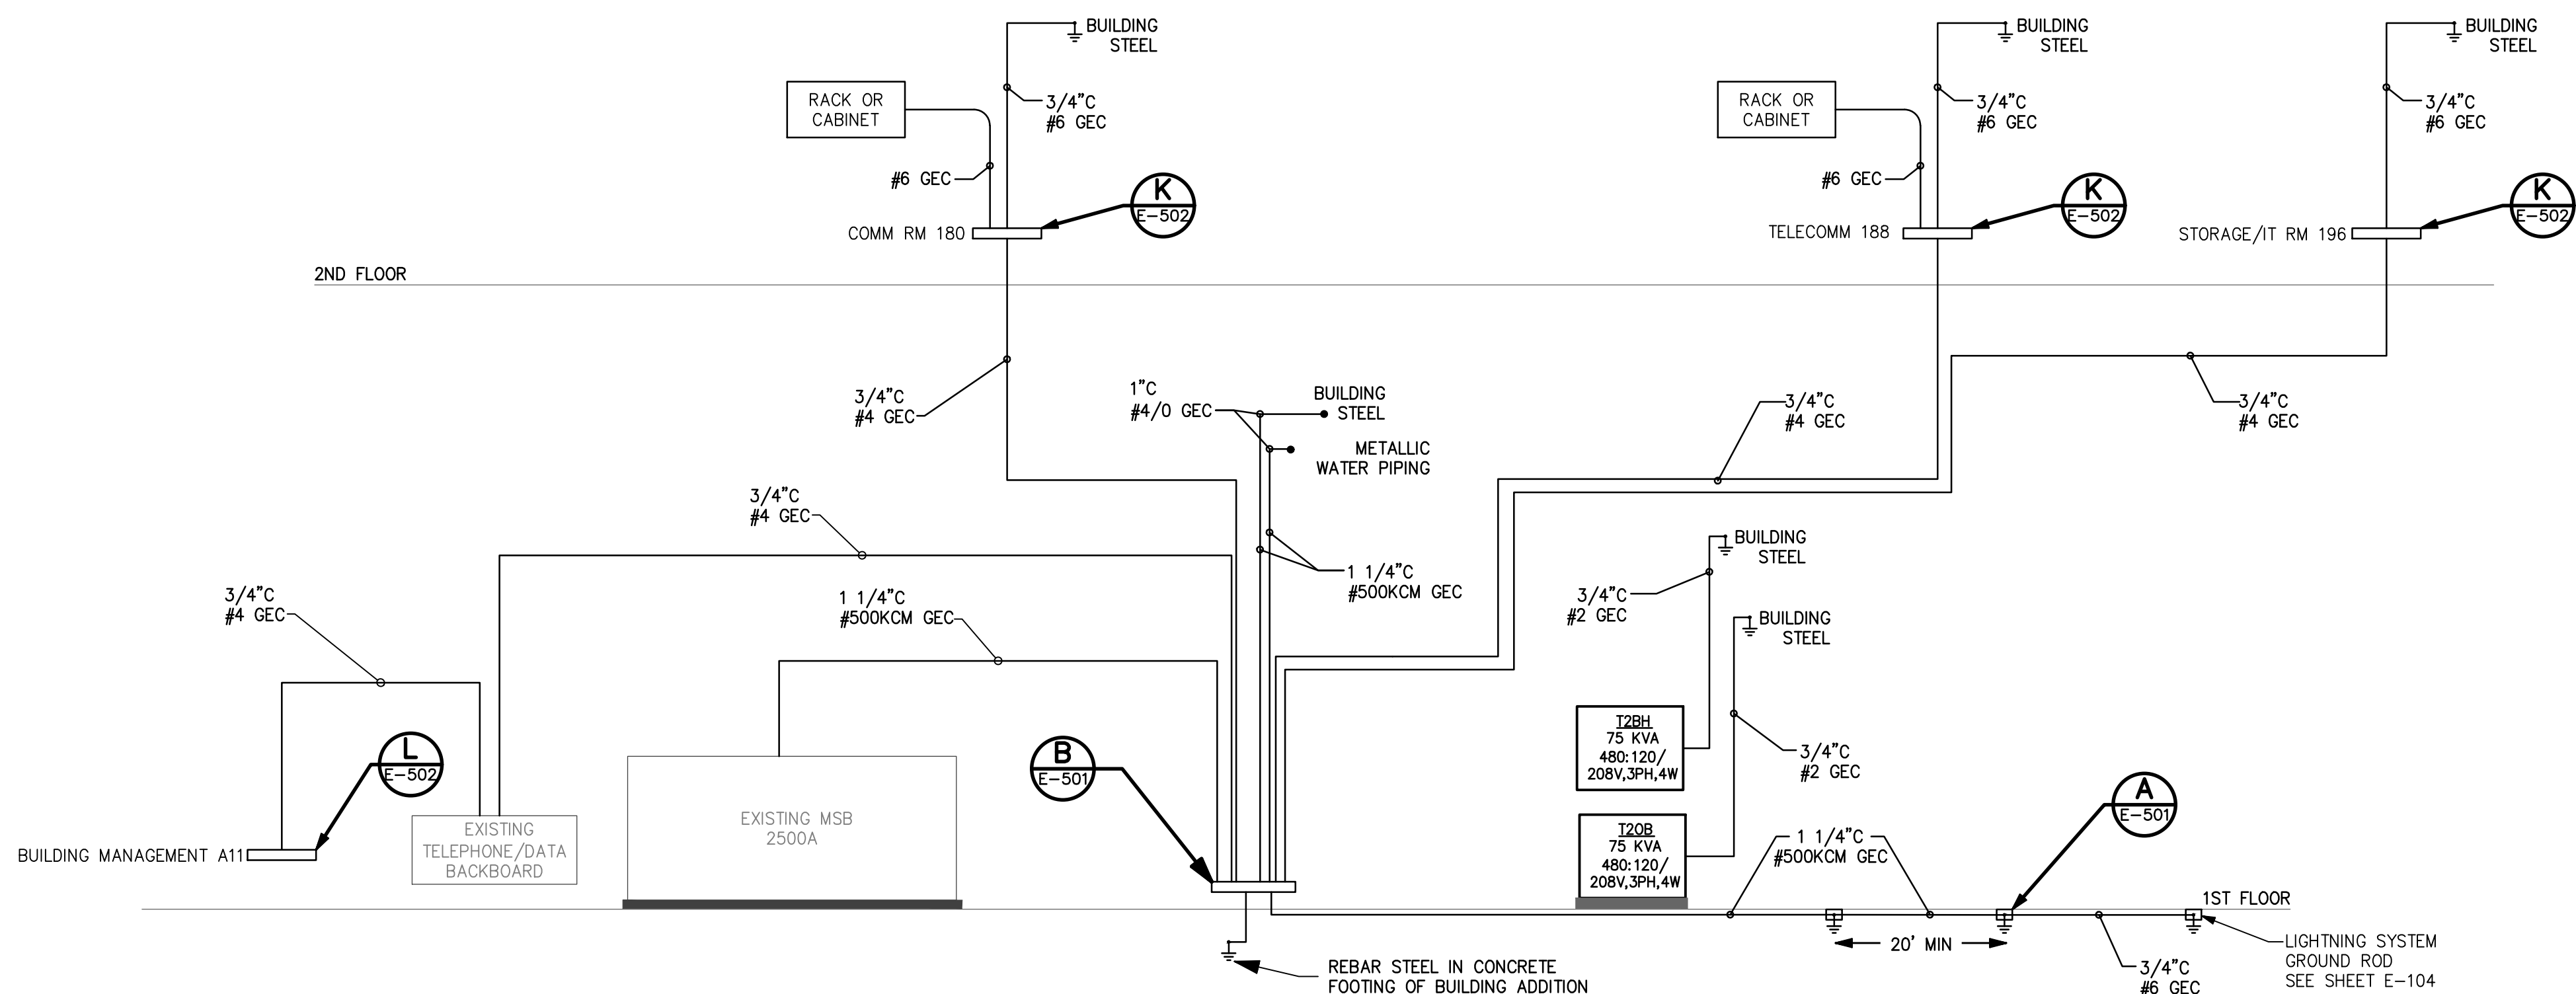 BUILDING
STEEL
BUILDING
STEEL
BUILDING
STEEL
RACK OR
CABINET
3/4"C
#6 GEC
RACK OR
CABINET
3/4"C
#6 GEC
3/4"C
#6 GEC
#6 GEC
K
E-502
#6 GEC
K
E-502
K
E-502
COMM RM 180
TELECOMM 188
STORAGE/IT RM 196
2ND FLOOR
3/4"C
#4 GEC
1"C
#4/0 GEC
BUILDING
STEEL
METALLIC
WATER PIPING
3/4"C
#4 GEC
3/4"C
#4 GEC
3/4"C
#4 GEC
BUILDING
STEEL
3/4"C
#4 GEC
1 1/4"C
#500KCM GEC
1 1/4"C
#500KCM GEC
3/4"C
#2 GEC
BUILDING
STEEL
L
E-502
B
E-501
T2BH
75 KVA
480:120/
208V,3PH,4W
3/4"C
#2 GEC
A
E-501
BUILDING MANAGEMENT A11
EXISTING
TELEPHONE/DATA
BACKBOARD
EXISTING MSB
2500A
T2OB
75 KVA
480:120/
208V,3PH,4W
1 1/4"C
#500KCM GEC
1ST FLOOR
20' MIN
REBAR STEEL IN CONCRETE
FOOTING OF BUILDING ADDITION
3/4"C
#6 GEC
LIGHTNING SYSTEM
GROUND ROD
SEE SHEET E-104